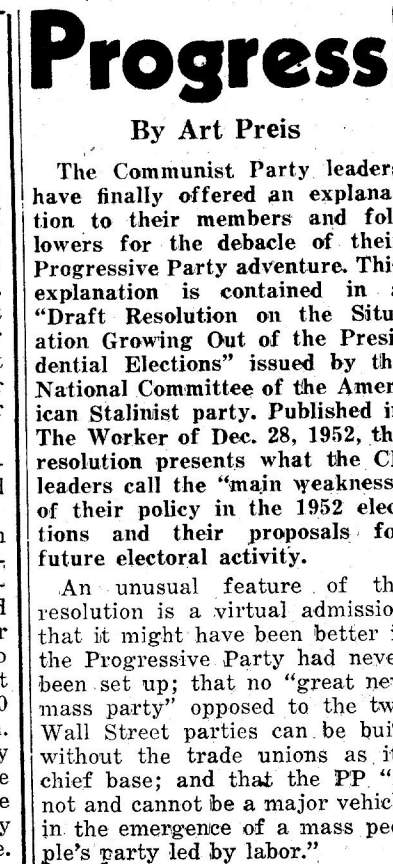 Progress
By Art Preis
The Communist Party leader
have finally offered an explana
tion to their members and fol
lowers for the debacle of thei
Progressive Party adventure. Thi
explanation is contained in
"Draft Resolution on the Situ
ation Growing Out of the Presi
dential Elections" issued by th
National Committee of the Amer
ican Stalinist party. Published i
The Worker of Dec. 28, 1952, th
resolution presents what the C
leaders call the "main weakness
of their policy in the 1952 elec
tions and their proposals fo
future electoral activity.
An unusual feature of th
resolution is a virtual admissio
that it might have been better i
the Progressive Party had neve
been set up; that no "great ne
mass party" opposed to the tw
Wall Street parties can be buil
without the trade unions as it
chief base; and that the PP "
not and cannot be a major vehic
in the emergence of a mass peo
ple's party led by labor."